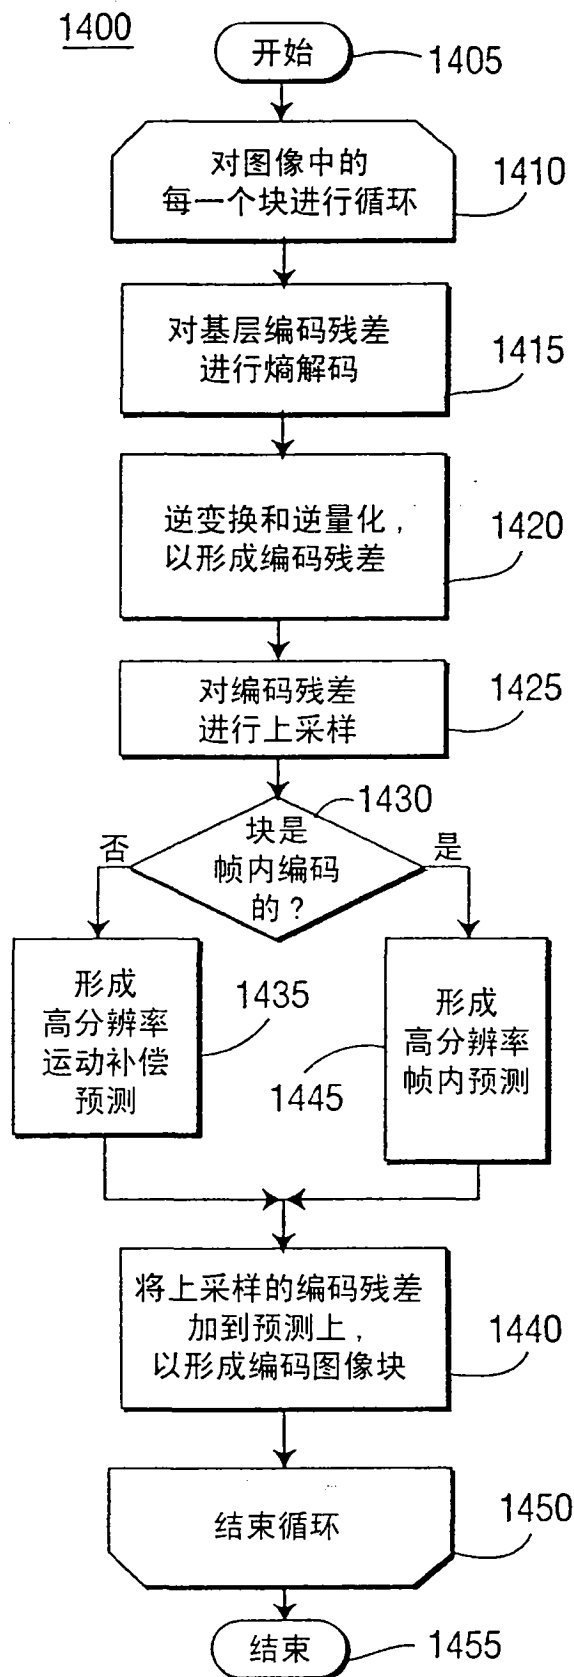 1400
开始
1405
对图像中的
每一个块进行循环
1410
对基层编码残差
进行熵解码
1415
逆变换和逆量化，
以形成编码残差
1420
对编码残差
进行上采样
1425
1430
块是
帧内编码
的？
否
是
形成
高分辨率
运动补偿
预测
1435
形成
高分辨率
帧内预测
1445
将上采样的编码残差
加到预测上，
以形成编码图像块
1440
结束循环
1450
结束
1455